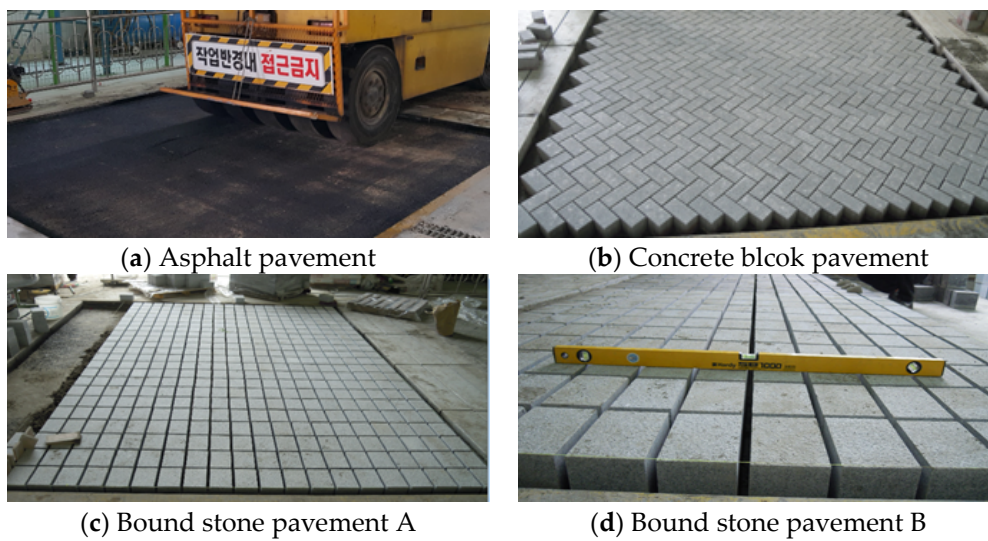 작업반경내 접근금지
(a) Asphalt pavement
(b) Concrete blcok pavement
(c) Bound stone pavement A
1000
(d) Bound stone pavement B